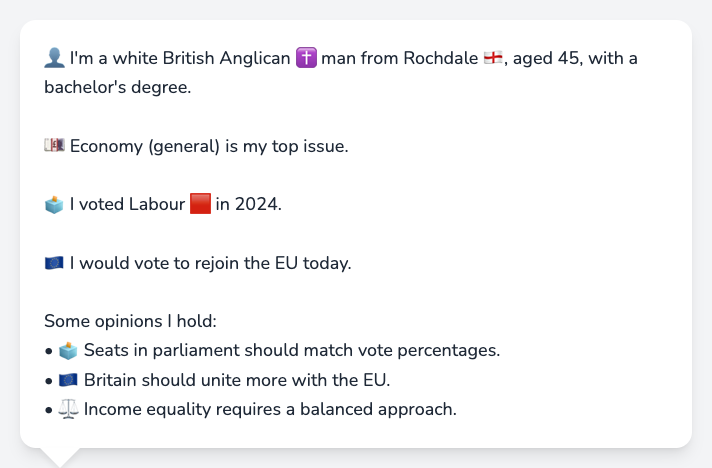 👤 I'm a white British Anglican ✝️ man from Rochdale 🏴󠁧󠁢󠁥󠁮󠁧󠁿, aged 45, with a
bachelor's degree.
💷 Economy (general) is my top issue.
🗳️ I voted Labour 🟥 in 2024.
🇪🇺 I would vote to rejoin the EU today.
Some opinions I hold:
• 🗳️ Seats in parliament should match vote percentages.
• 🇪🇺 Britain should unite more with the EU.
• ⚖️ Income equality requires a balanced approach.